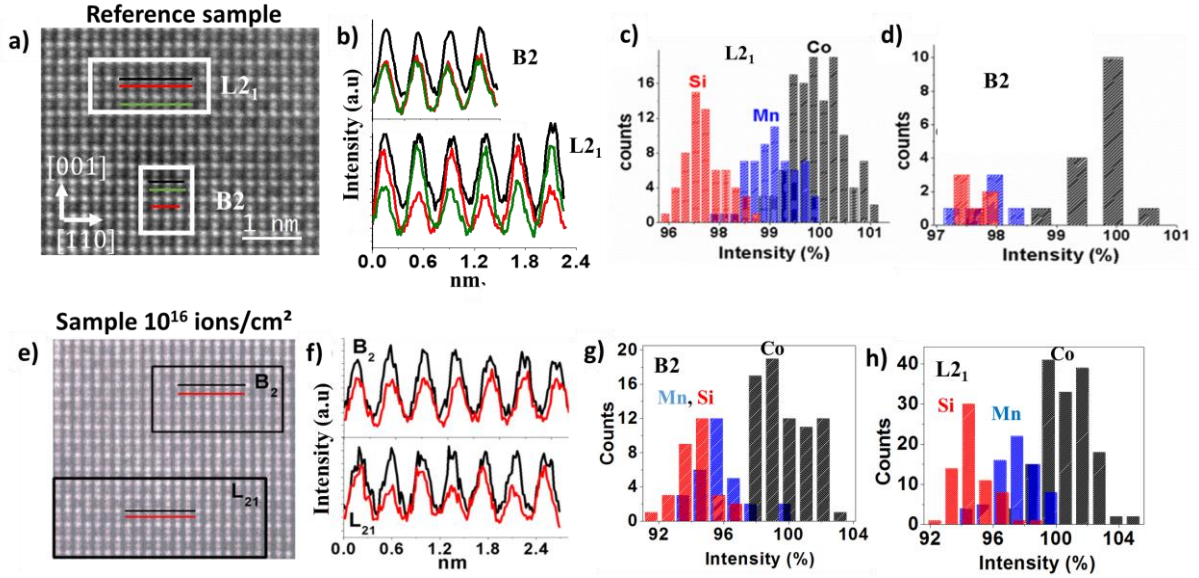 Reference sample
a)
L2₁
[001]
B2
[110]
1 nm
b)
B2
L2₁
Intensity (a.u)
0.0 0.6 1.2 1.8 2.4
nm
c)
L2₁
Co
Si
Mn
counts
16
12
8
4
0
96 97 98 99 100 101
Intensity (%)
d)
B2
counts
10
8
6
4
2
0
97 98 99 100 101
Intensity (%)
Sample 10¹⁶ ions/cm²
e)
B₂
L₂₁
f)
B₂
L₂₁
Intensity (a.u)
0.0 0.6 1.2 1.8 2.4
nm
g)
B2
Co
Mn, Si
Counts
20
16
12
8
4
0
92 96 100 104
Intensity (%)
h)
L2₁
Co
Si
Mn
Counts
40
30
20
10
0
92 96 100 104
Intensity (%)